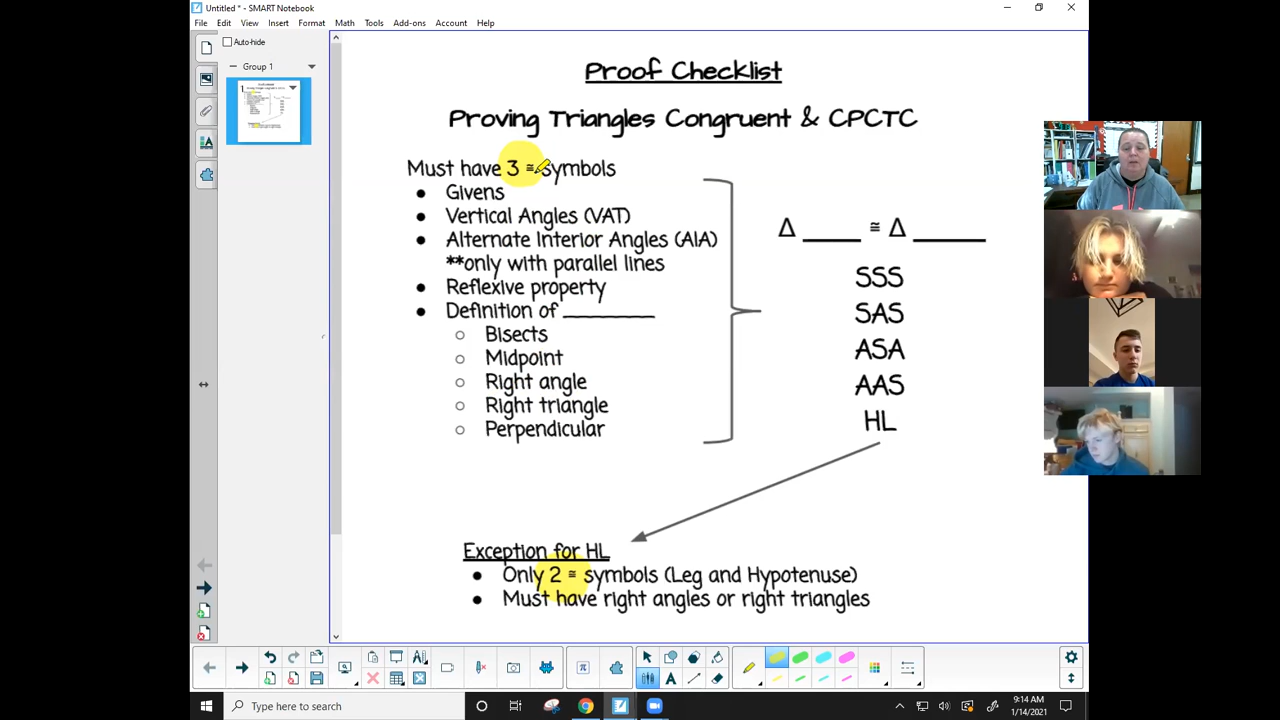 Untitled * - SMART Notebook
File Edit View Insert Format Math Tools Add-ons Account Help
Auto-hide
Group 1
1
Proof Checklist
Proving Triangles Congruent & CPCTC
Must have 3 ≅ symbols
● Givens
● Vertical Angles (VAT)
● Alternate Interior Angles (AIA)
**only with parallel lines
● Reflexive property
● Definition of ________
○ Bisects
○ Midpoint
○ Right angle
○ Right triangle
○ Perpendicular
Δ _____ ≅ Δ ______
SSS
SAS
ASA
AAS
HL
Exception for HL
● Only 2 ≅ symbols (Leg and Hypotenuse)
● Must have right angles or right triangles
Type here to search
9:14 AM
1/14/2021